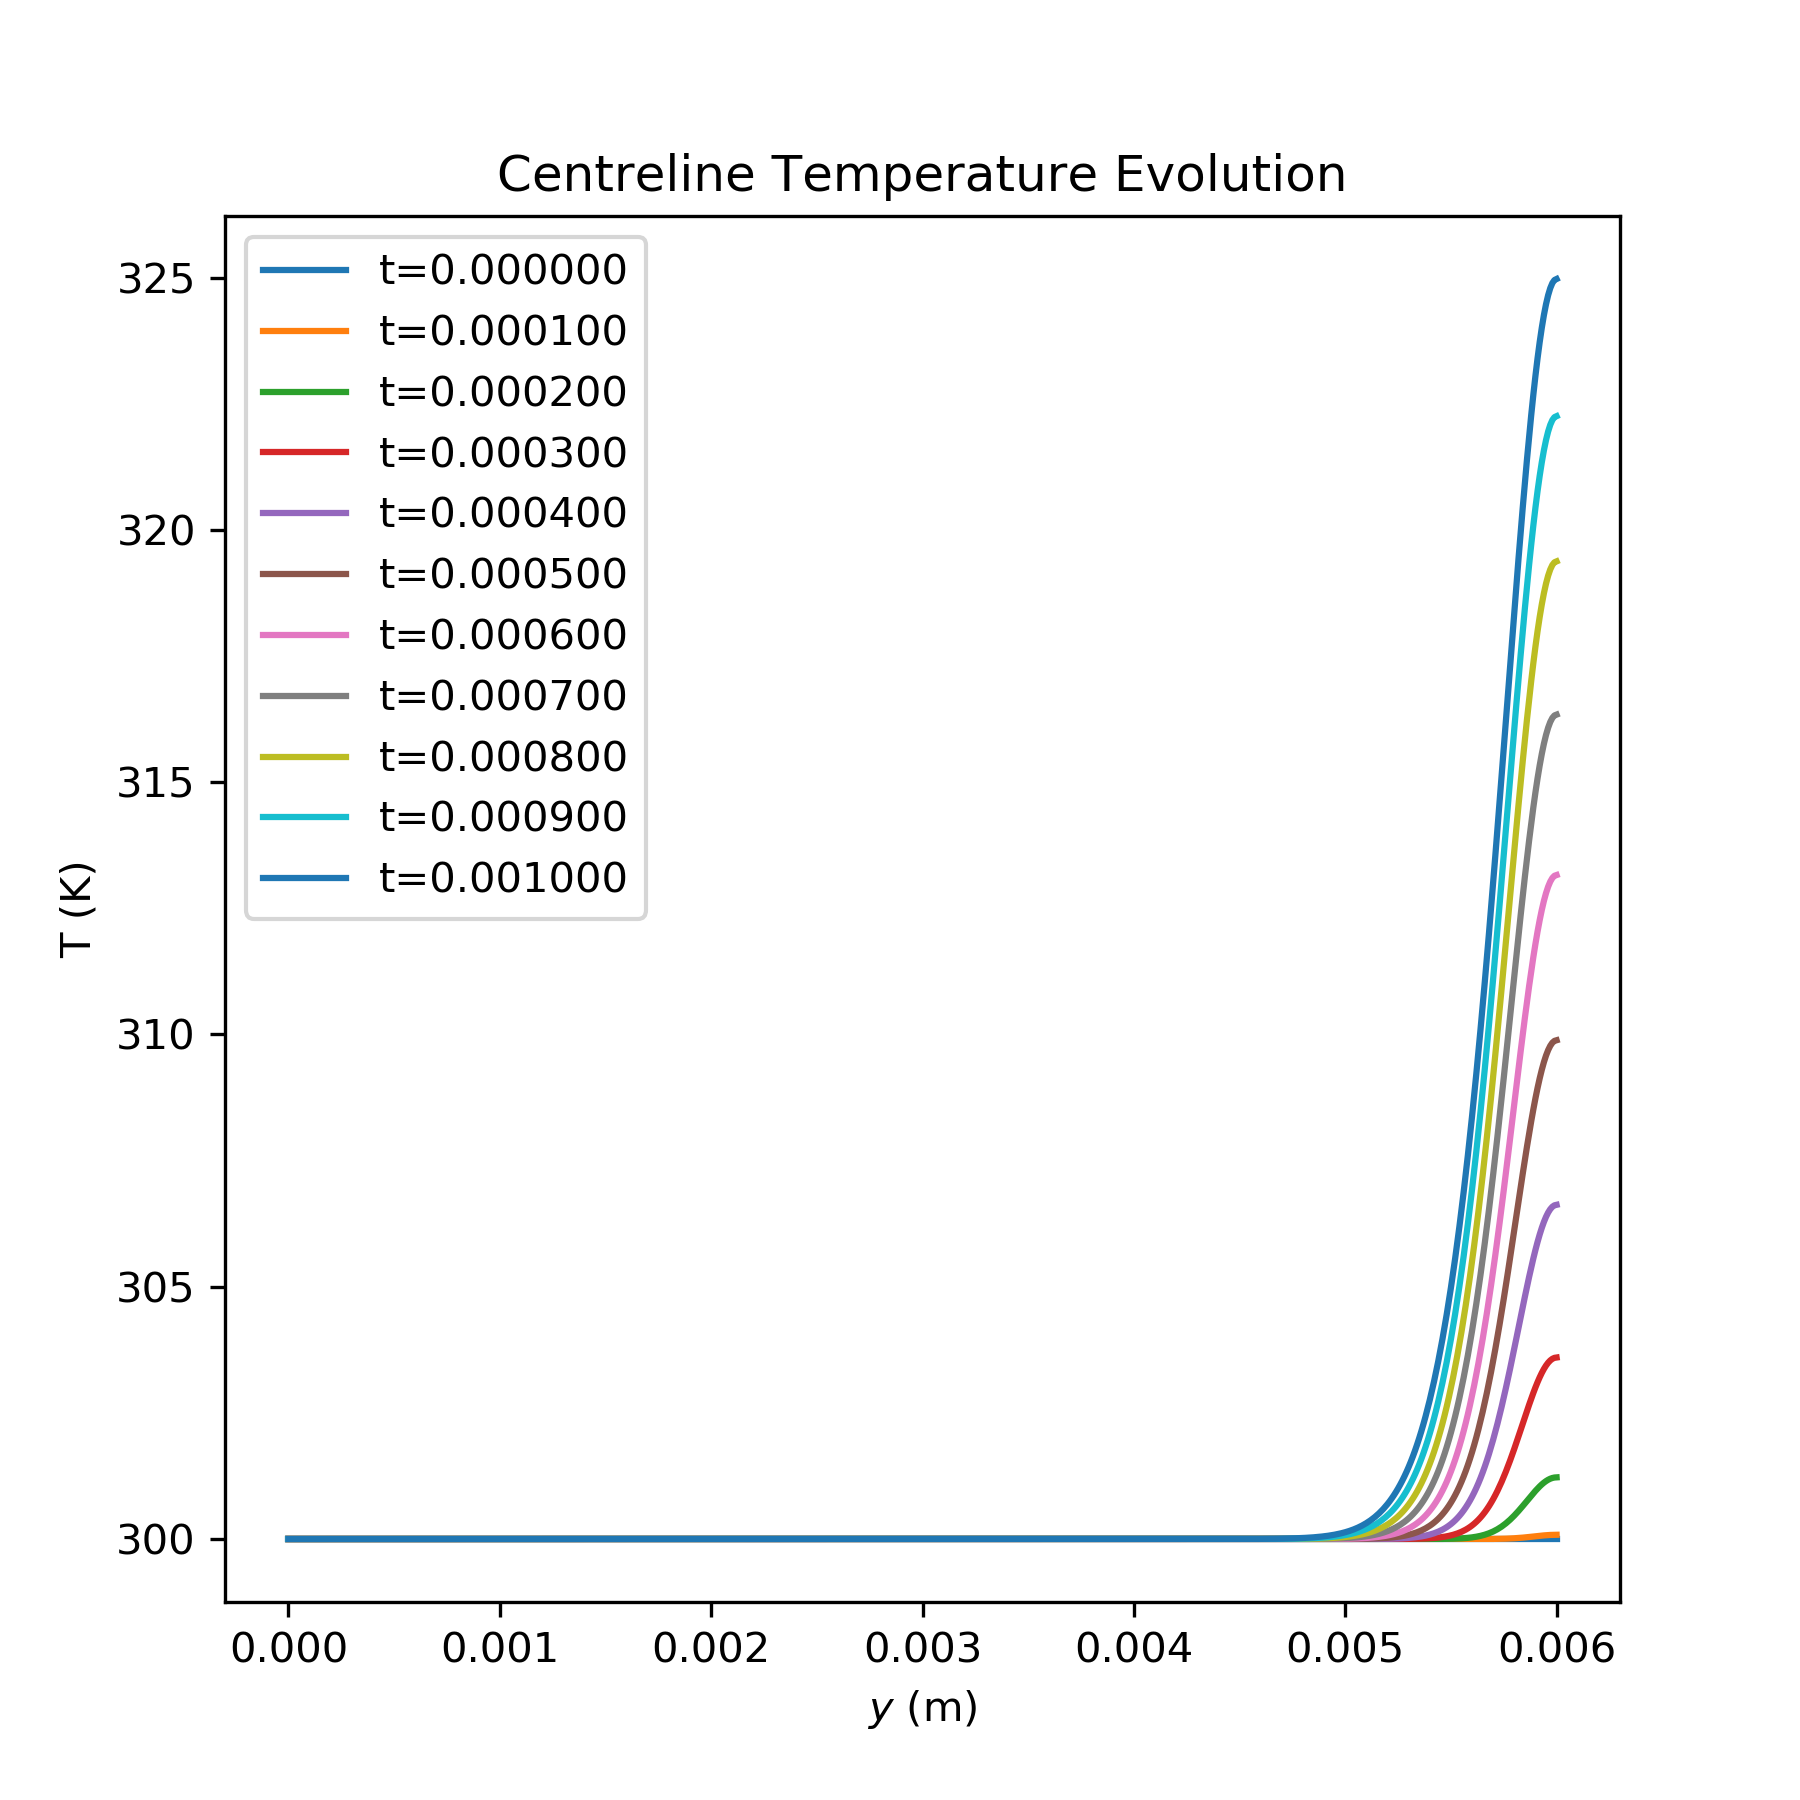 Centreline Temperature Evolution
t=0.000000
t=0.000100
t=0.000200
t=0.000300
t=0.000400
t=0.000500
t=0.000600
t=0.000700
t=0.000800
t=0.000900
t=0.001000
325
320
315
310
305
300
T (K)
0.000 0.001 0.002 0.003 0.004 0.005 0.006
y (m)